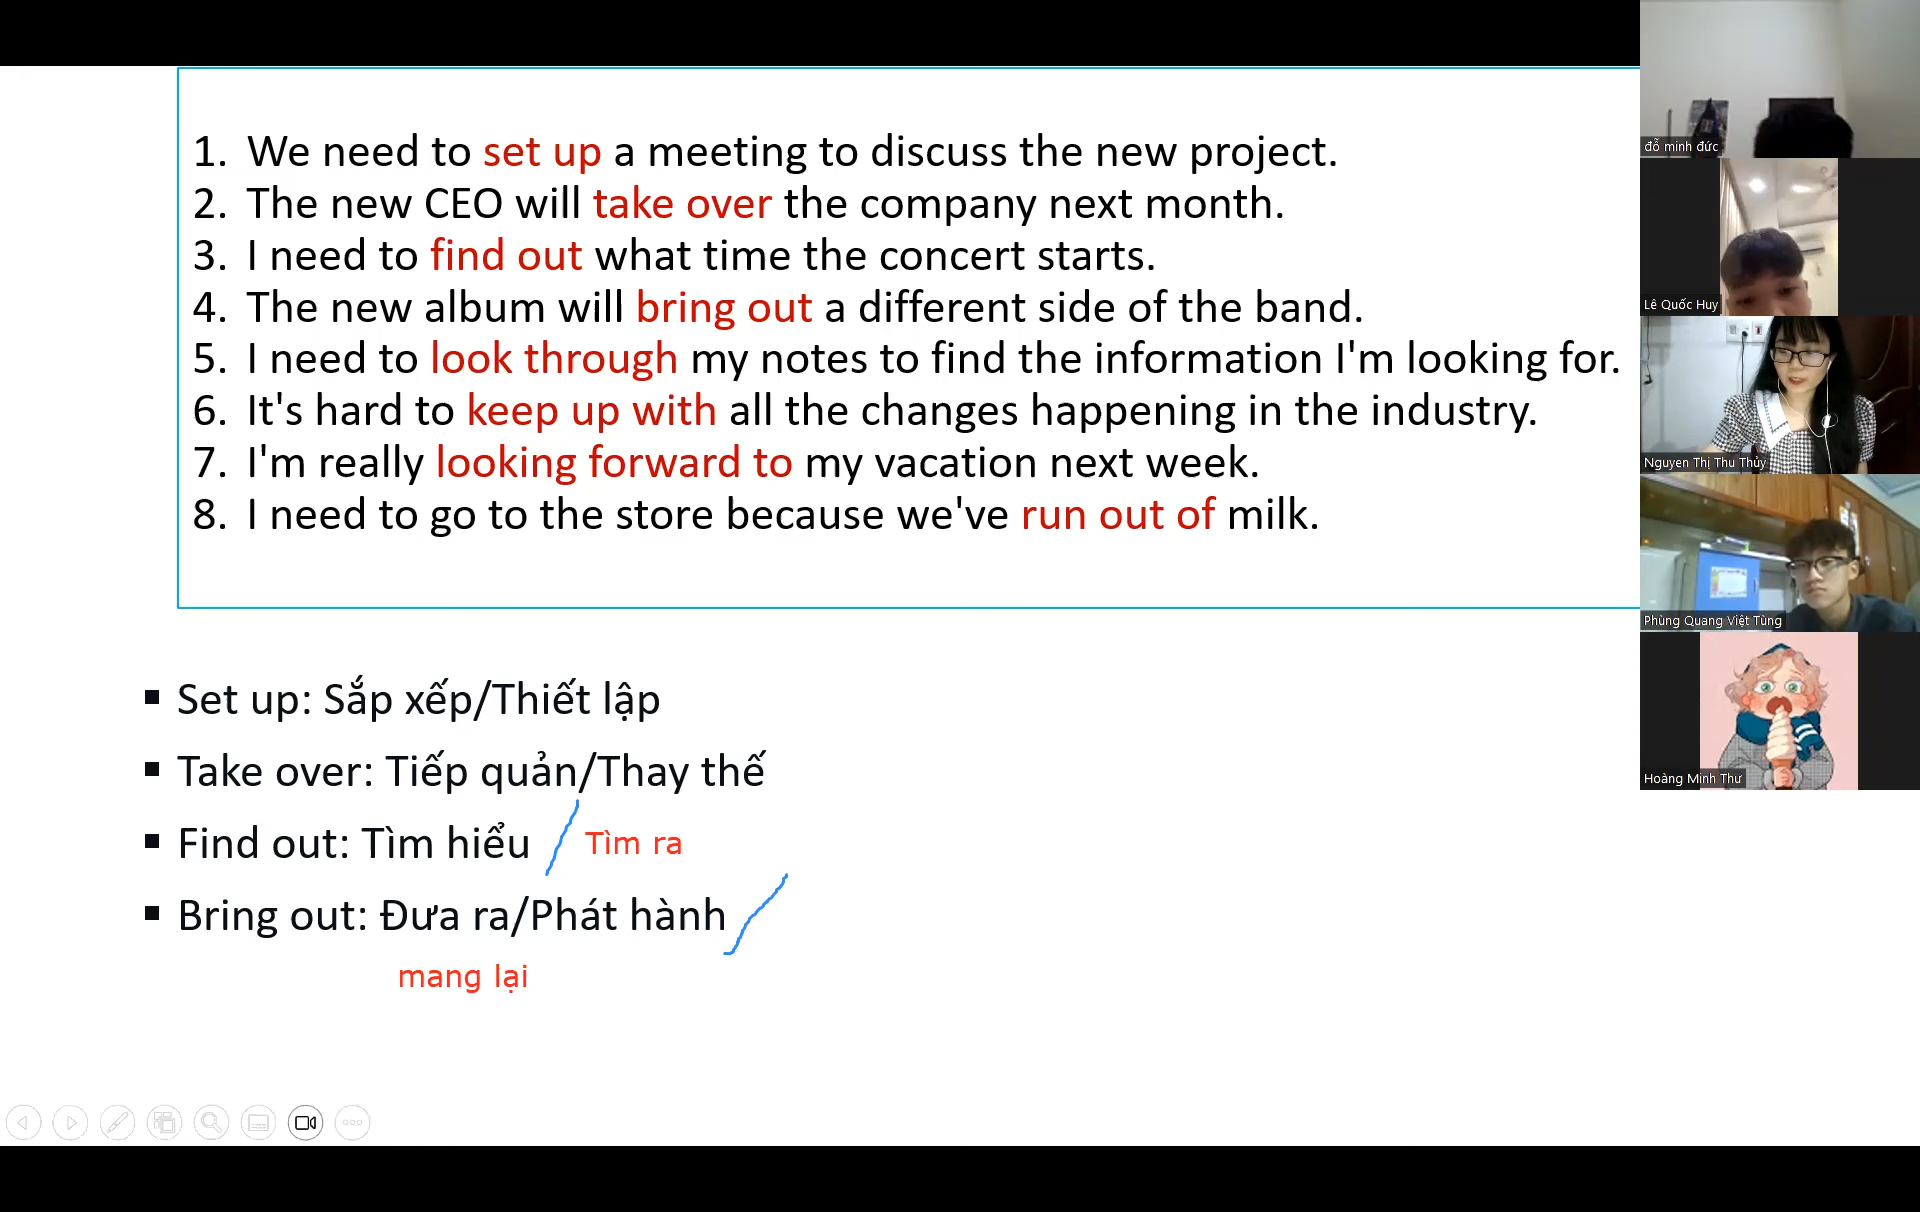 1. We need to set up a meeting to discuss the new project.
2. The new CEO will take over the company next month.
3. I need to find out what time the concert starts.
4. The new album will bring out a different side of the band.
5. I need to look through my notes to find the information I'm looking for.
6. It's hard to keep up with all the changes happening in the industry.
7. I'm really looking forward to my vacation next week.
8. I need to go to the store because we've run out of milk.
▪ Set up: Sắp xếp/Thiết lập
▪ Take over: Tiếp quản/Thay thế
▪ Find out: Tìm hiểu / Tìm ra
▪ Bring out: Đưa ra/Phát hành /
mang lại
đỗ minh đức
Lê Quốc Huy
Nguyen Thị Thu Thủy
Phùng Quang Việt Tùng
Hoàng Minh Thư